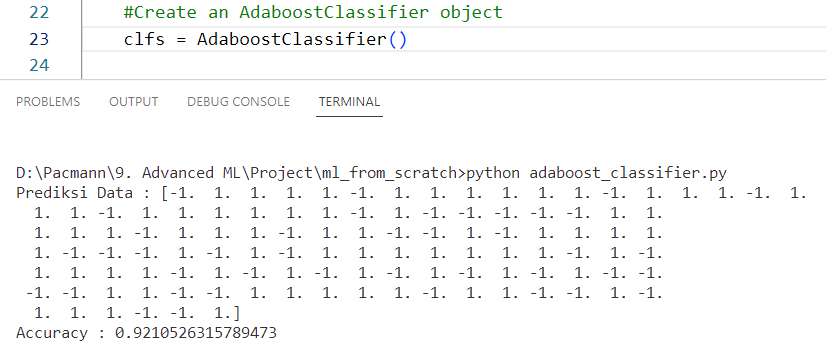 22 #Create an AdaboostClassifier object
23 clfs = AdaboostClassifier()
24
PROBLEMS OUTPUT DEBUG CONSOLE TERMINAL
D:\Pacmann\9. Advanced ML\Project\ml_from_scratch>python adaboost_classifier.py
Prediksi Data : [-1.  1.  1.  1.  1. -1.  1.  1.  1.  1.  1.  1. -1.  1.  1.  1. -1.  1.
1.  1. -1.  1.  1.  1.  1.  1.  1. -1.  1. -1. -1. -1. -1. -1.  1.  1.
1.  1.  1. -1.  1.  1.  1. -1.  1.  1. -1. -1.  1. -1.  1.  1.  1.  1.
1. -1. -1.  1. -1.  1. -1.  1.  1.  1.  1.  1.  1.  1.  1. -1.  1. -1.
1.  1.  1.  1. -1.  1. -1.  1. -1.  1. -1.  1. -1.  1.  1. -1.  1. -1.
-1. -1.  1.  1. -1. -1.  1.  1.  1.  1.  1. -1.  1.  1. -1. -1.  1. -1.
1.  1.  1. -1. -1.  1.]
Accuracy : 0.9210526315789473